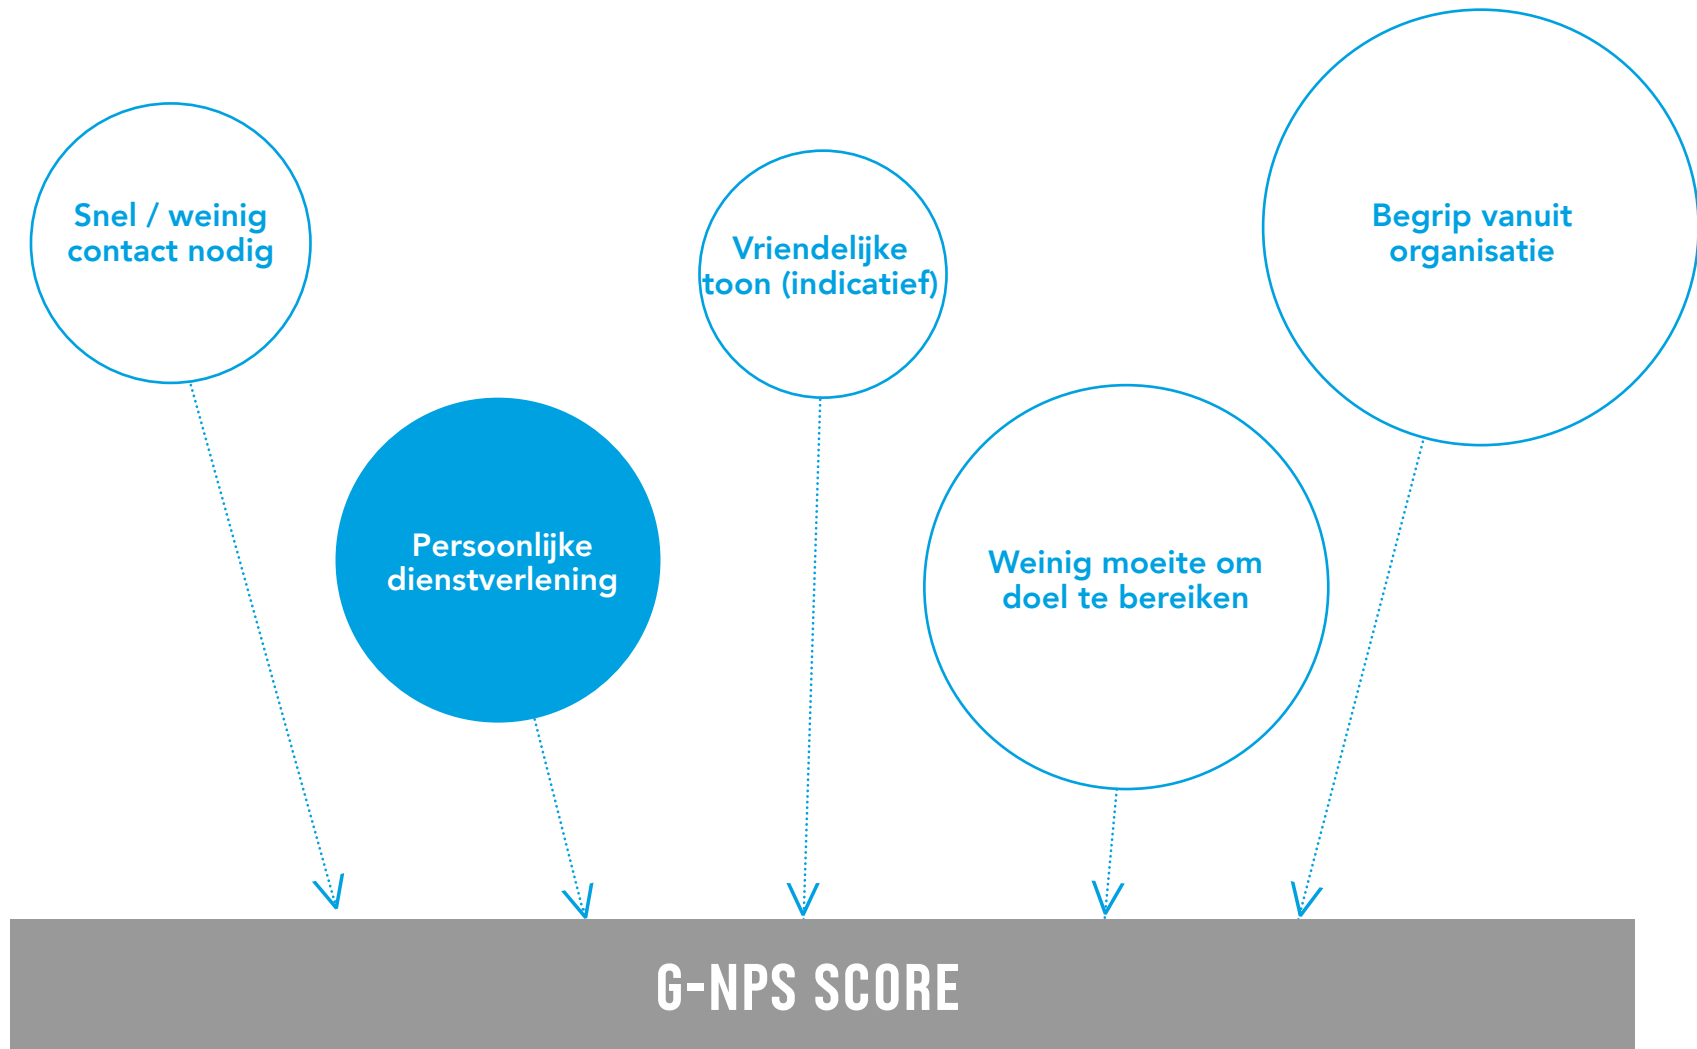 Snel / weinig
contact nodig
Persoonlijke
dienstverlening
Vriendelijke
toon (indicatief)
Weinig moeite om
doel te bereiken
Begrip vanuit
organisatie
G-NPS SCORE